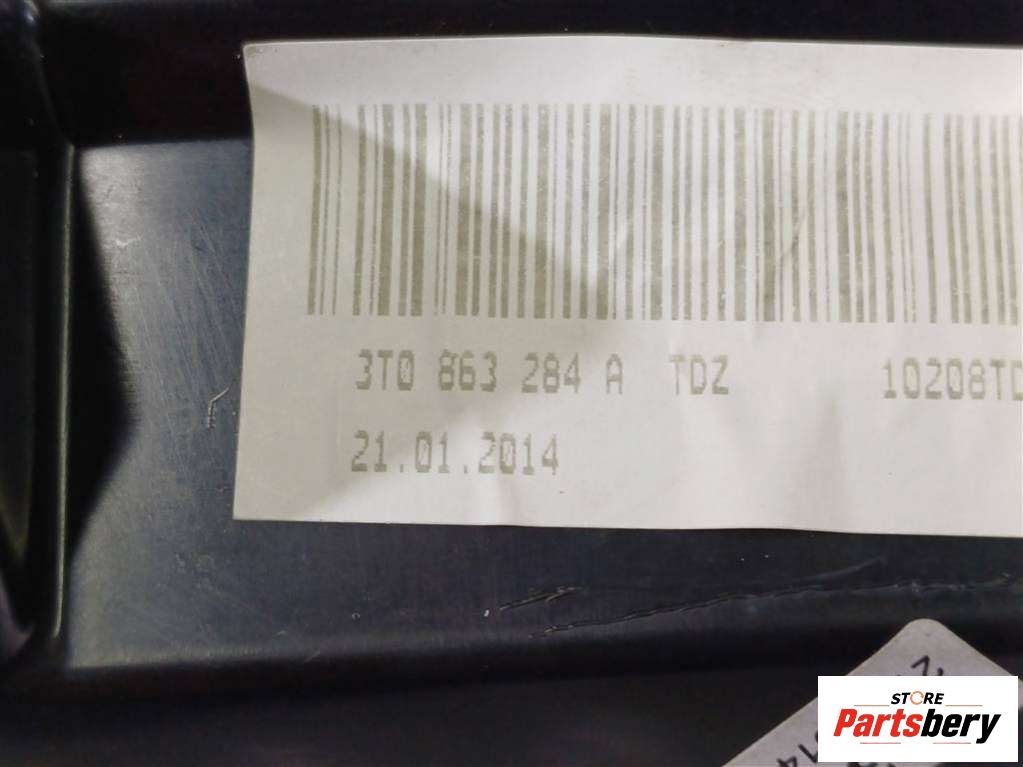 3T0 863 284 A TDZ 10208TD
21.01.2014
STORE
Partsbery